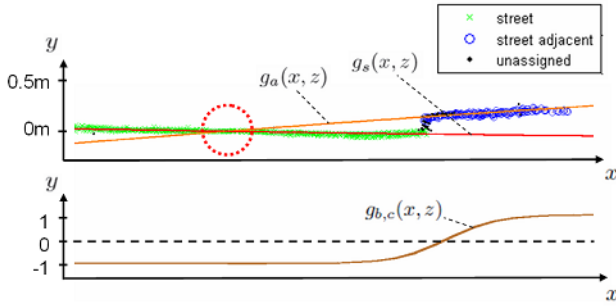 street
street adjacent
unassigned
y
0.5m
0m
g_a(x, z)
g_s(x, z)
x
y
1
0
-1
g_{b,c}(x, z)
x